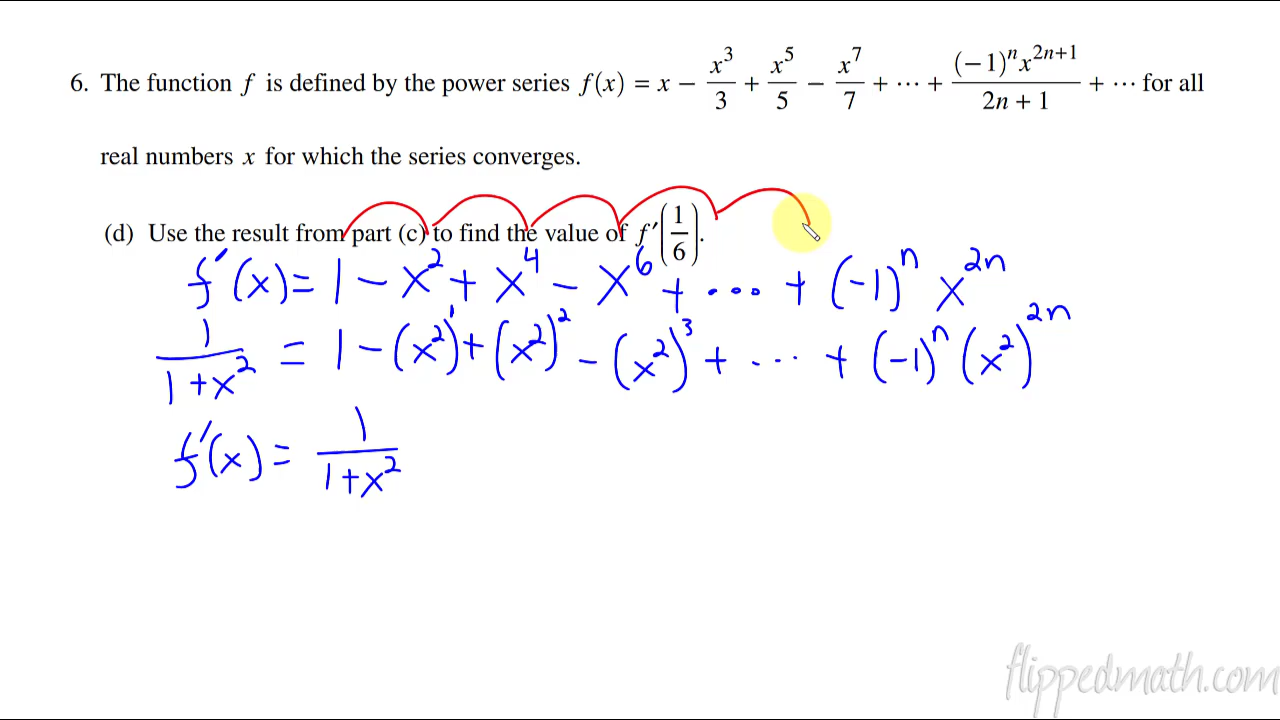 6. The function f is defined by the power series f(x) = x − x³/3 + x⁵/5 − x⁷/7 + ⋯ + (−1)ⁿx²ⁿ⁺¹/(2n + 1) + ⋯ for all
real numbers x for which the series converges.
(d) Use the result from part (c) to find the value of f′(1/6).
f′(x) = 1 − x² + x⁴ − x⁶ + ⋯ + (−1)ⁿ x²ⁿ
1/(1+x²) = 1 − (x²)¹ + (x²)² − (x²)³ + ⋯ + (−1)ⁿ (x²)²ⁿ
f′(x) = 1/(1+x²)
flippedmath.com